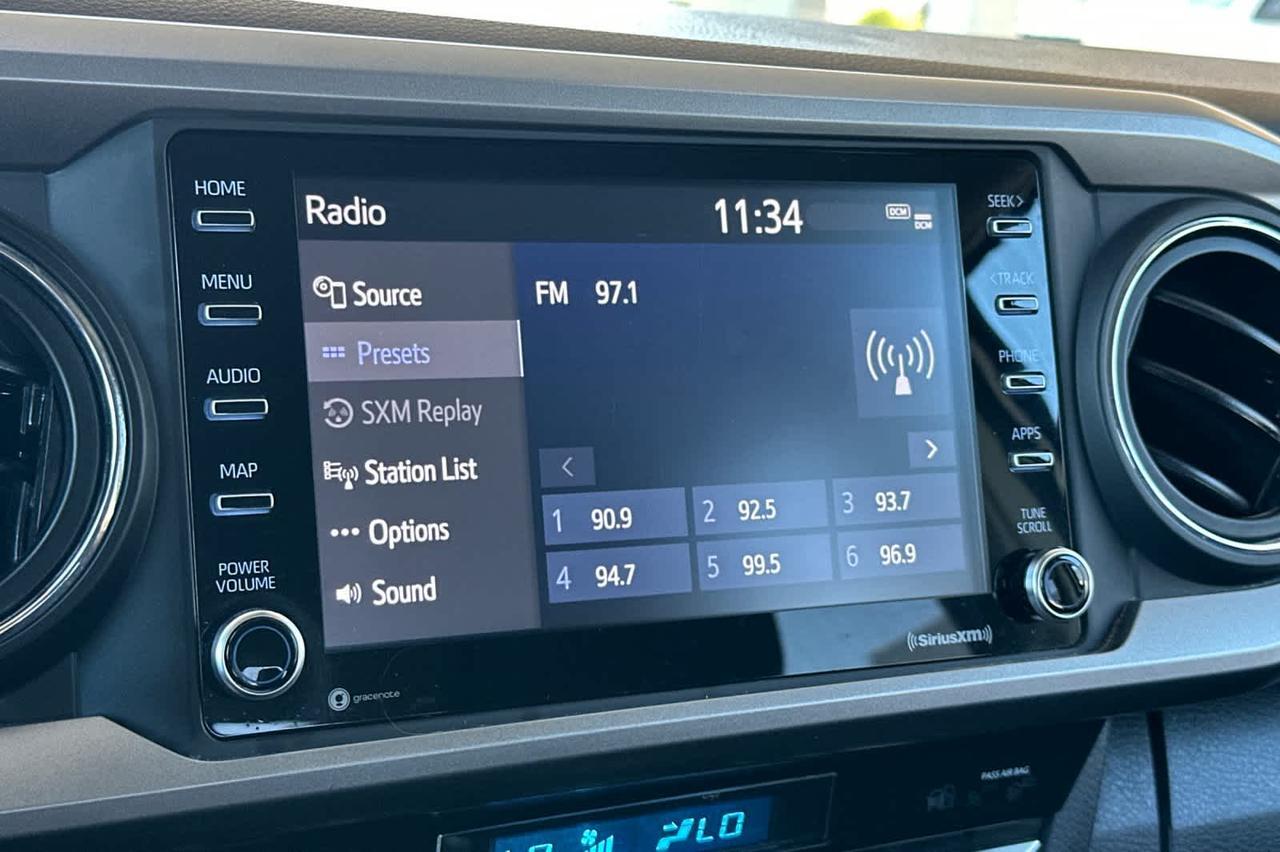 HOME
MENU
AUDIO
MAP
POWER
VOLUME
Radio
11:34
DCM
DCM
Source
Presets
SXM Replay
Station List
Options
Sound
FM 97.1
<
>
1 90.9
2 92.5
3 93.7
4 94.7
5 99.5
6 96.9
SEEK>
<TRACK
PHONE
APPS
TUNE
SCROLL
gracenote
((SiriusXM))
PASS AIR BAG
LO